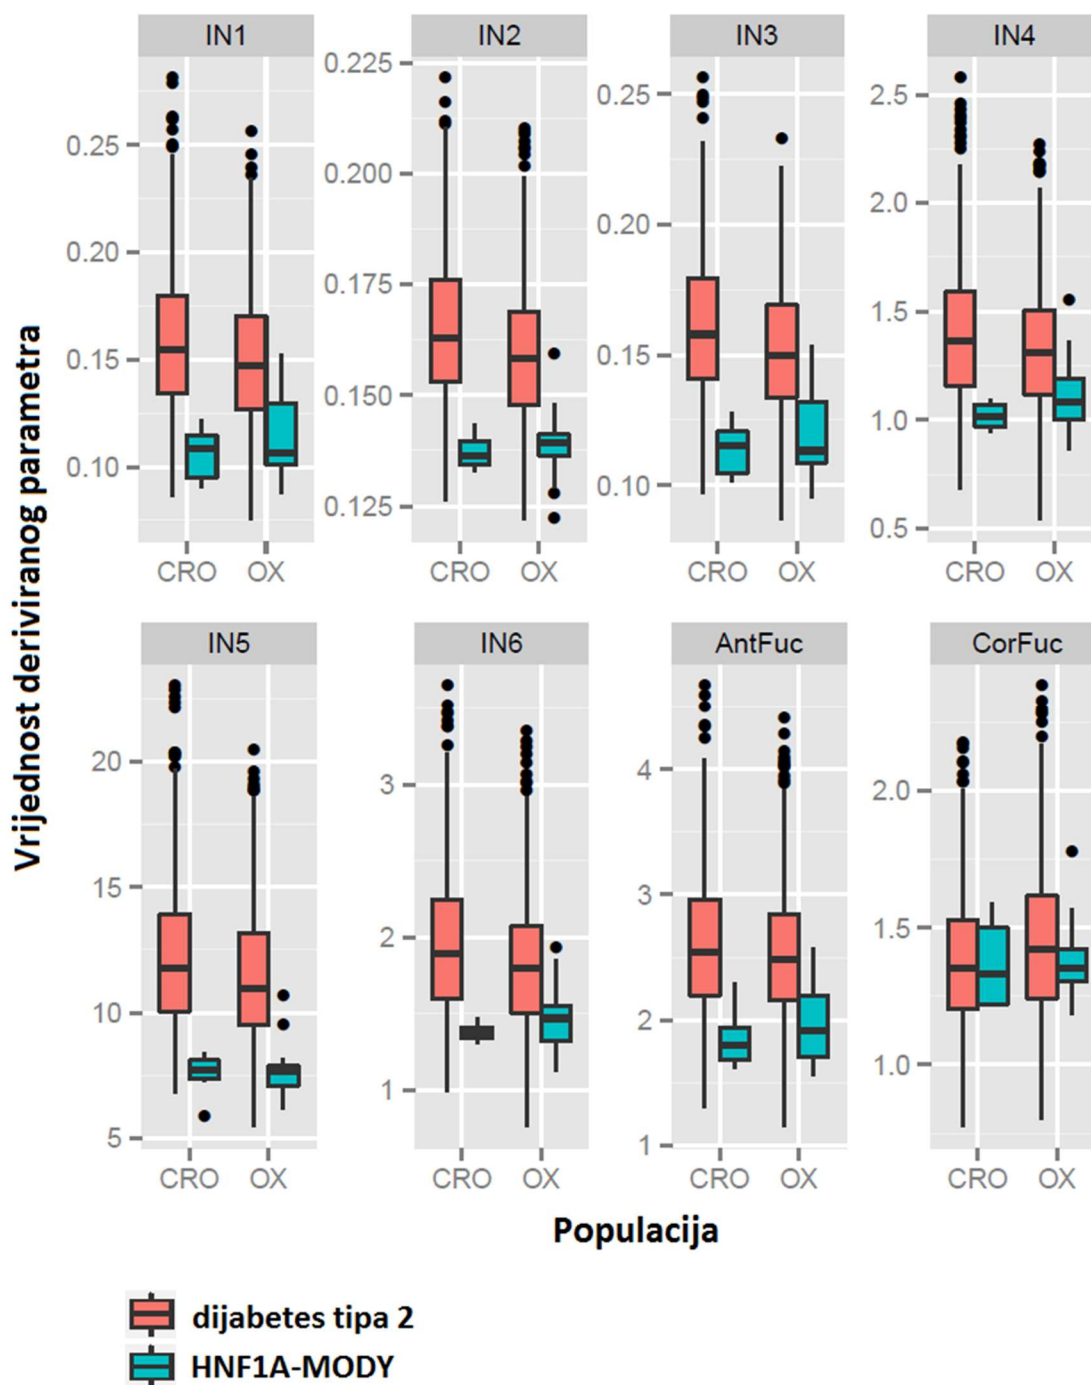 IN1 IN2 IN3 IN4
0.25 0.20 0.15 0.10
0.225 0.200 0.175 0.150 0.125
0.25 0.20 0.15 0.10
2.5 2.0 1.5 1.0 0.5
CRO OX CRO OX CRO OX CRO OX
Vrijednost deriviranog parametra
IN5 IN6 AntFuc CorFuc
20 15 10 5
3 2 1
4 3 2 1
2.0 1.5 1.0
CRO OX CRO OX CRO OX CRO OX
Populacija
dijabetes tipa 2
HNF1A-MODY